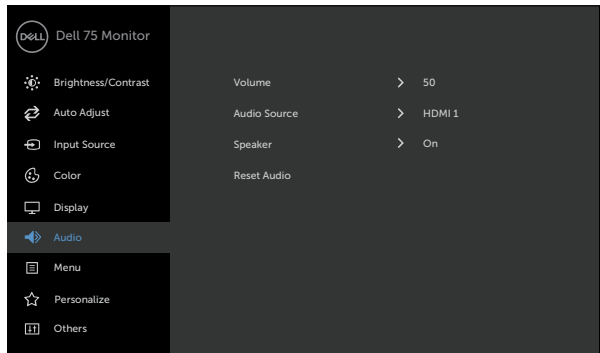 DELL Dell 75 Monitor
Brightness/Contrast
Auto Adjust
Input Source
Color
Display
Audio
Menu
Personalize
Others
Volume > 50
Audio Source > HDMI 1
Speaker > On
Reset Audio